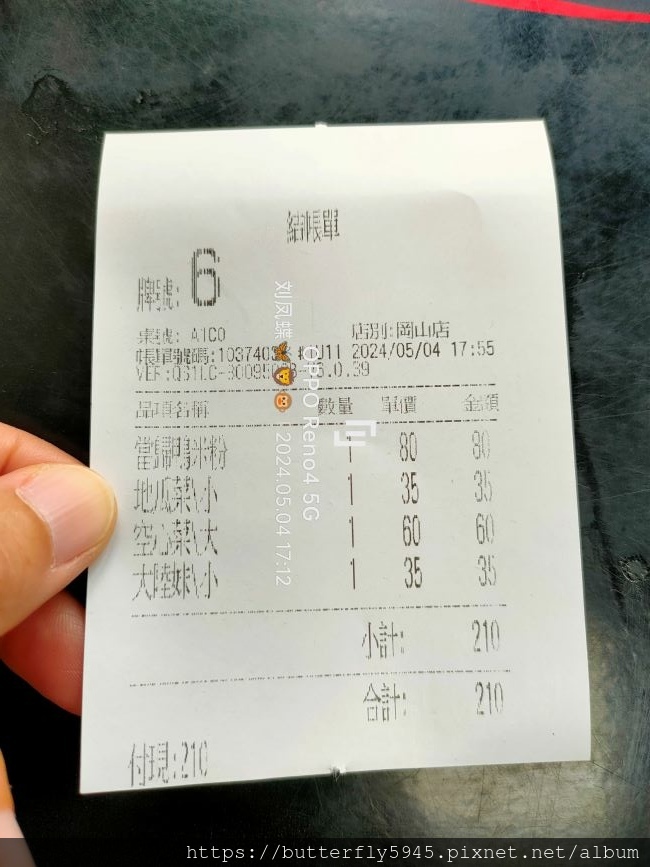 結帳單
牌號: 6
桌號: A1C0 店別:岡山店
帳單號碼: 2024/05/04 17:55
品項名稱 數量 單價 金額
當歸鴨米粉 1 80 80
地瓜葉\小 1 35 35
空心菜\大 1 60 60
大陸妹\小 1 35 35
小計: 210
合計: 210
付現:210
刘凤蝶
OPPO Reno4 5G
2024.05.04 17:12
https://butterfly5945.pixnet.net/album